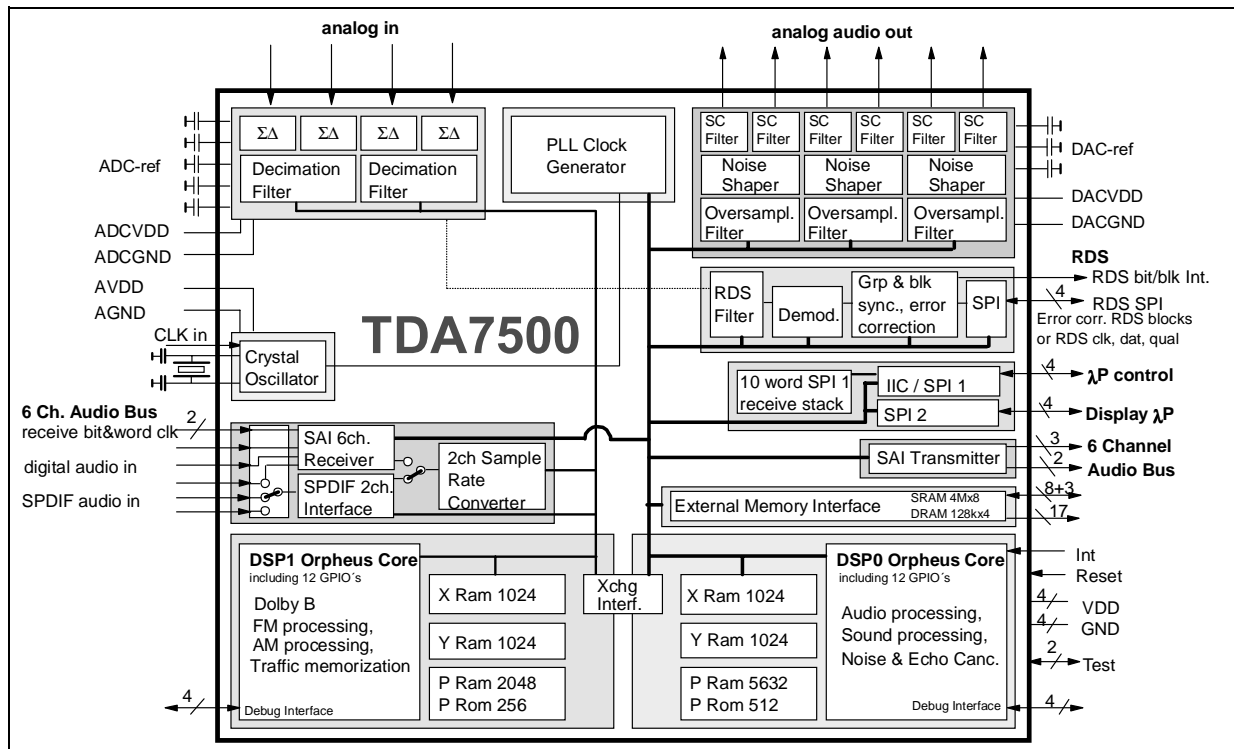 analog in
analog audio out
ΣΔ
ΣΔ
ΣΔ
ΣΔ
Decimation
Filter
Decimation
Filter
ADC-ref
ADCVDD
ADCGND
AVDD
AGND
CLK in
Crystal
Oscillator
PLL Clock
Generator
SC
Filter
SC
Filter
SC
Filter
SC
Filter
SC
Filter
SC
Filter
Noise
Shaper
Noise
Shaper
Noise
Shaper
Oversampl.
Filter
Oversampl.
Filter
Oversampl.
Filter
DAC-ref
DACVDD
DACGND
TDA7500
RDS
RDS
Filter
Demod.
Grp & blk
sync., error
correction
SPI
RDS bit/blk Int.
4
RDS SPI
Error corr. RDS blocks
or RDS clk, dat, qual
10 word SPI 1
receive stack
IIC / SPI 1
SPI 2
4
λP control
4
Display λP
6 Ch. Audio Bus
receive bit&word clk
2
digital audio in
SPDIF audio in
SAI 6ch.
Receiver
SPDIF 2ch.
Interface
2ch Sample
Rate
Converter
SAI Transmitter
3
6 Channel
2
Audio Bus
External Memory Interface
SRAM 4Mx8
DRAM 128kx4
8+3
17
DSP1 Orpheus Core
including 12 GPIO´s
Dolby B
FM processing,
AM processing,
Traffic memorization
Debug Interface
4
X Ram 1024
Y Ram 1024
P Ram 2048
P Rom 256
Xchg
Interf.
X Ram 1024
Y Ram 1024
P Ram 5632
P Rom 512
DSP0 Orpheus Core
including 12 GPIO´s
Audio processing,
Sound processing,
Noise & Echo Canc.
Debug Interface
Int
Reset
4
VDD
4
GND
2
Test
4